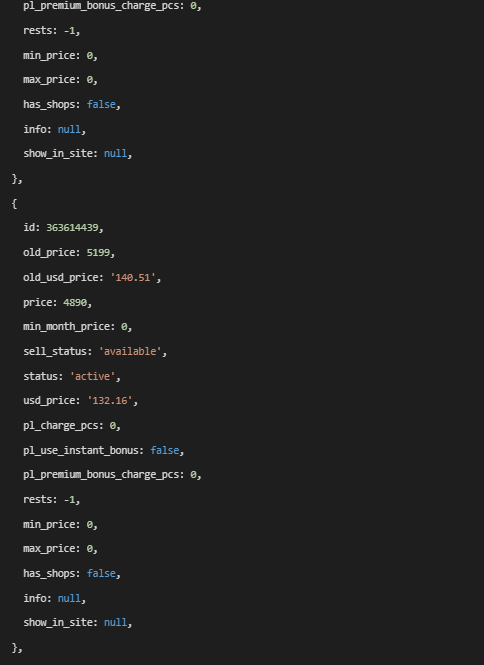 pl_premium_bonus_charge_pcs: 0,
rests: -1,
min_price: 0,
max_price: 0,
has_shops: false,
info: null,
show_in_site: null,
},
{
id: 363614439,
old_price: 5199,
old_usd_price: '140.51',
price: 4890,
min_month_price: 0,
sell_status: 'available',
status: 'active',
usd_price: '132.16',
pl_charge_pcs: 0,
pl_use_instant_bonus: false,
pl_premium_bonus_charge_pcs: 0,
rests: -1,
min_price: 0,
max_price: 0,
has_shops: false,
info: null,
show_in_site: null,
},